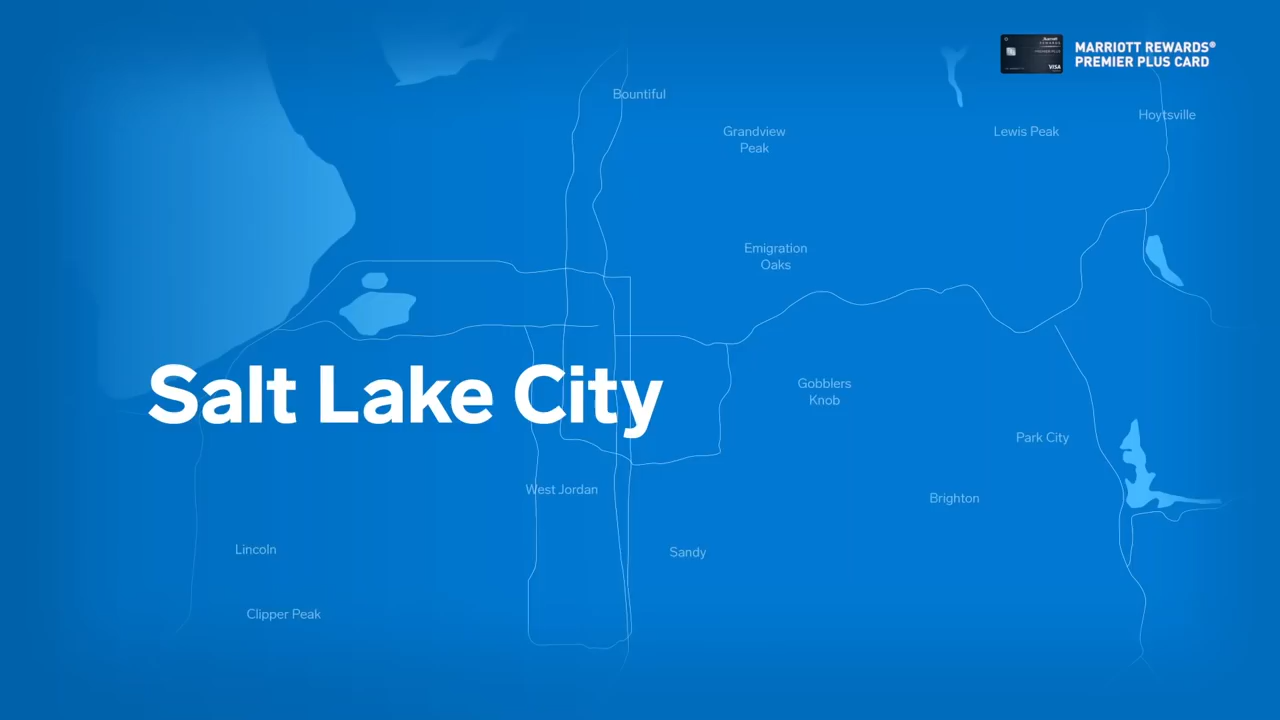 MARRIOTT REWARDS®
PREMIER PLUS CARD
VISA
Bountiful
Grandview
Peak
Lewis Peak
Hoytsville
Emigration
Oaks
Salt Lake City
Gobblers
Knob
Park City
West Jordan
Brighton
Lincoln
Sandy
Clipper Peak